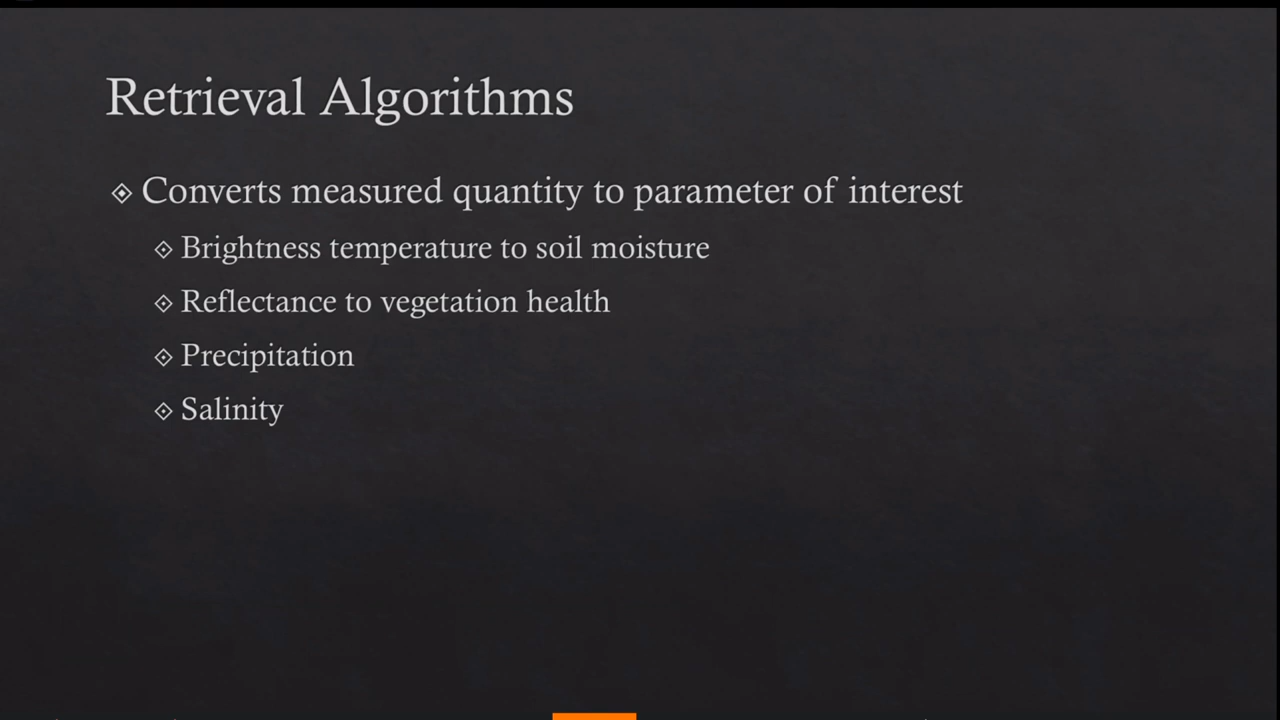 Retrieval Algorithms
Converts measured quantity to parameter of interest
Brightness temperature to soil moisture
Reflectance to vegetation health
Precipitation
Salinity